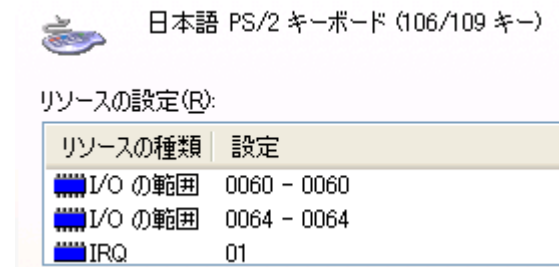 日本語 PS/2 キーボード (106/109 キー)
リソースの設定(R):
リソースの種類 設定
I/O の範囲 0060 - 0060
I/O の範囲 0064 - 0064
IRQ 01